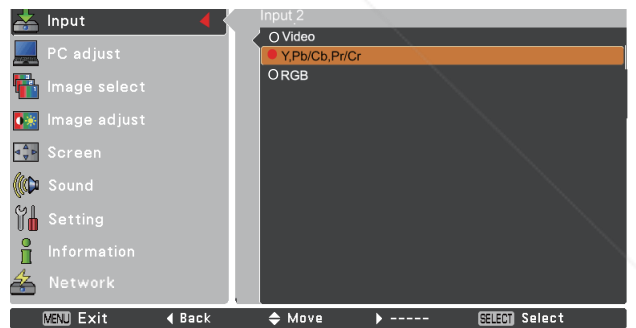 Input
PC adjust
Image select
Image adjust
Screen
Sound
Setting
Information
Network
Input 2
Video
Y,Pb/Cb,Pr/Cr
RGB
MENU Exit Back Move ----- SELECT Select